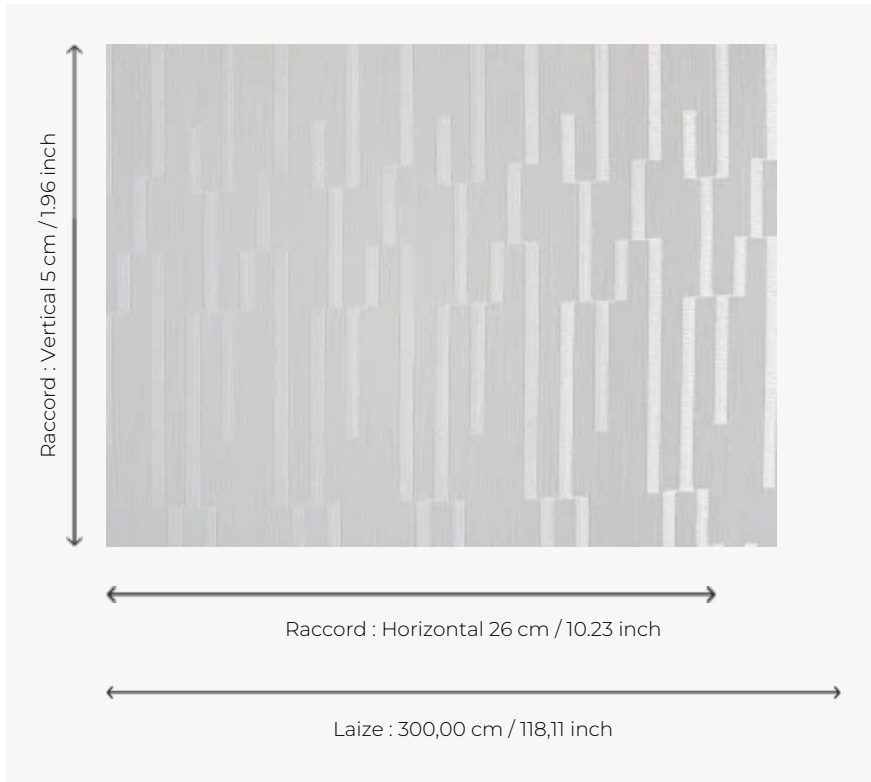 Raccord : Vertical 5 cm / 1.96 inch
Raccord : Horizontal 26 cm / 10.23 inch
Laize : 300,00 cm / 118,11 inch